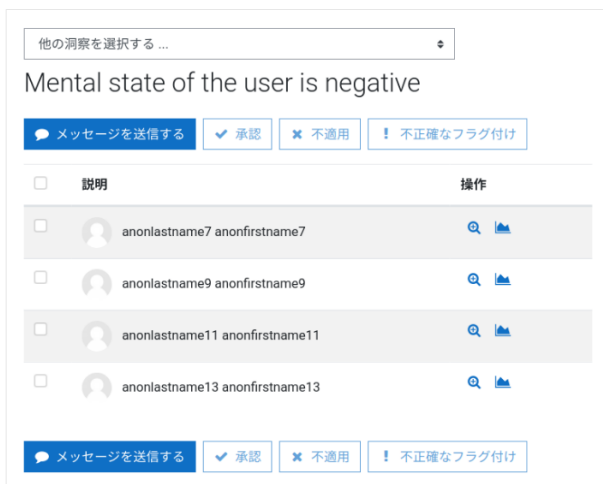 他の洞察を選択する ...
Mental state of the user is negative
メッセージを送信する 承認 不適用 不正確なフラグ付け
説明 操作
anonlastname7 anonfirstname7
anonlastname9 anonfirstname9
anonlastname11 anonfirstname11
anonlastname13 anonfirstname13
メッセージを送信する 承認 不適用 不正確なフラグ付け